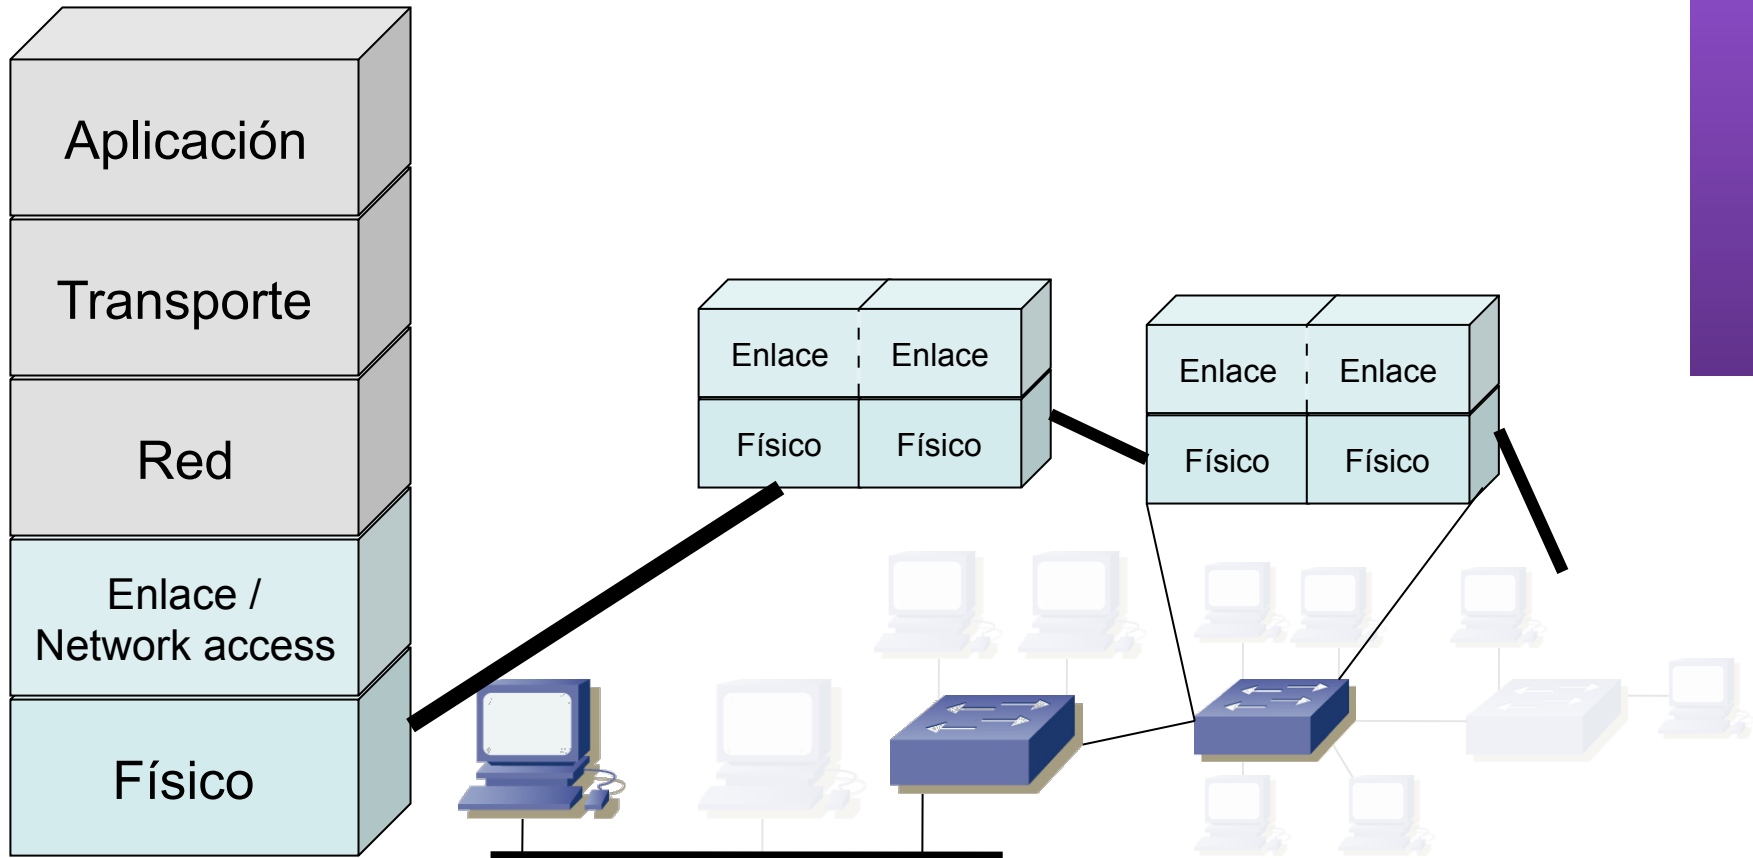 Aplicación
Transporte
Red
Enlace /
Network access
Físico
Enlace Enlace
Físico Físico
Enlace Enlace
Físico Físico